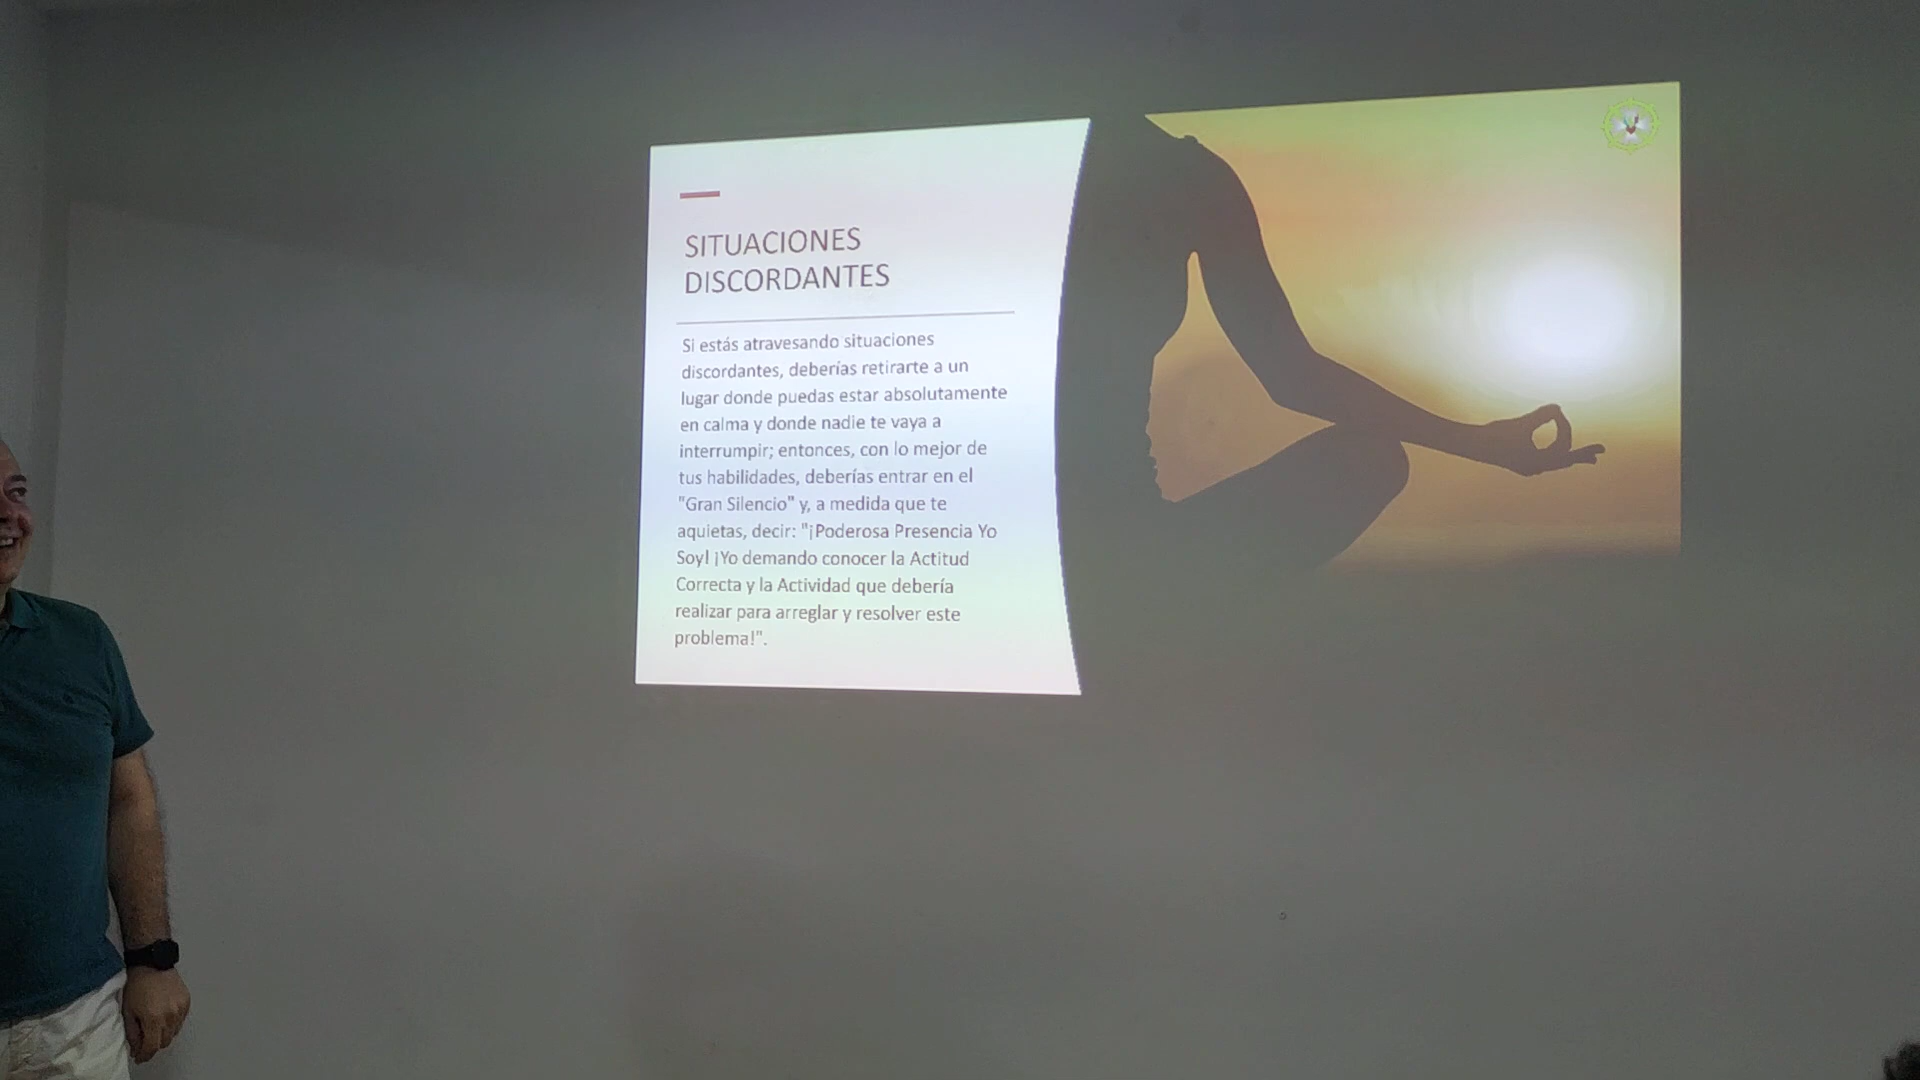 SITUACIONES
DISCORDANTES
Si estás atravesando situaciones
discordantes, deberías retirarte a un
lugar donde puedas estar absolutamente
en calma y donde nadie te vaya a
interrumpir; entonces, con lo mejor de
tus habilidades, deberías entrar en el
"Gran Silencio" y, a medida que te
aquietas, decir: "¡Poderosa Presencia Yo
Soy! ¡Yo demando conocer la Actitud
Correcta y la Actividad que debería
realizar para arreglar y resolver este
problema!".